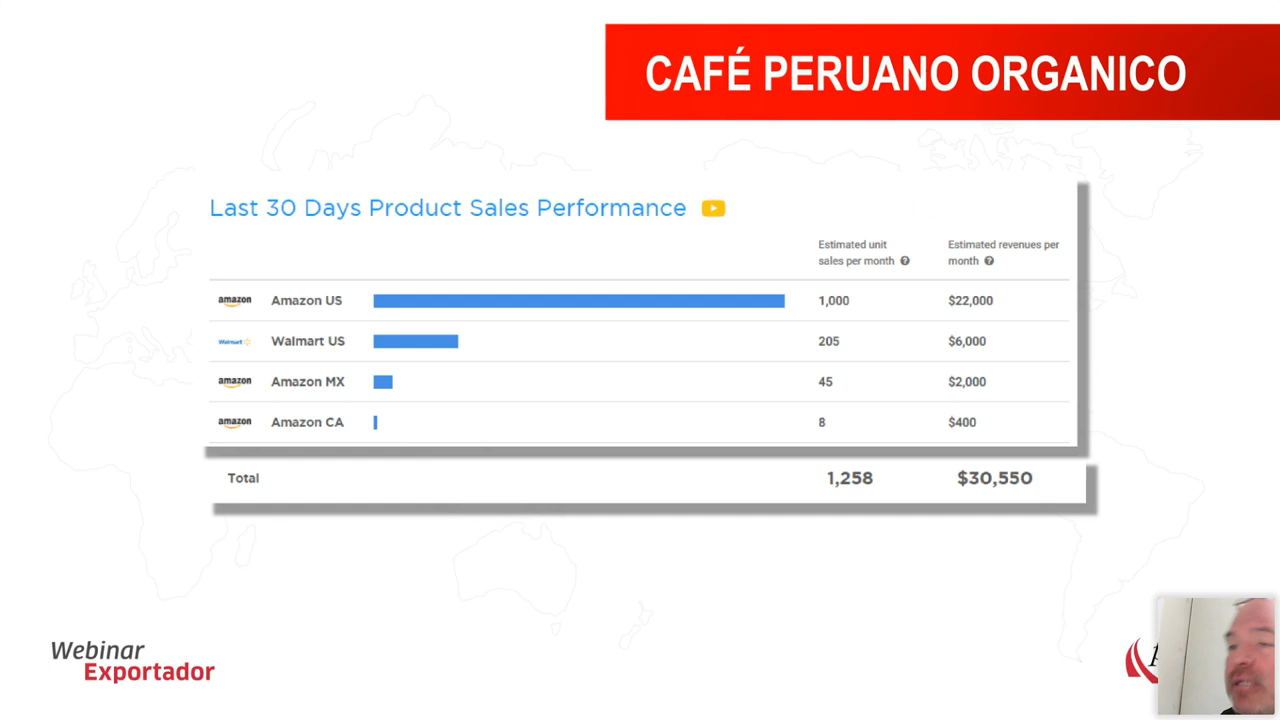 CAFÉ PERUANO ORGANICO
Last 30 Days Product Sales Performance
Estimated unit sales per month
Estimated revenues per month
amazon Amazon US 1,000 $22,000
Walmart Walmart US 205 $6,000
amazon Amazon MX 45 $2,000
amazon Amazon CA 8 $400
Total 1,258 $30,550
Webinar
Exportador